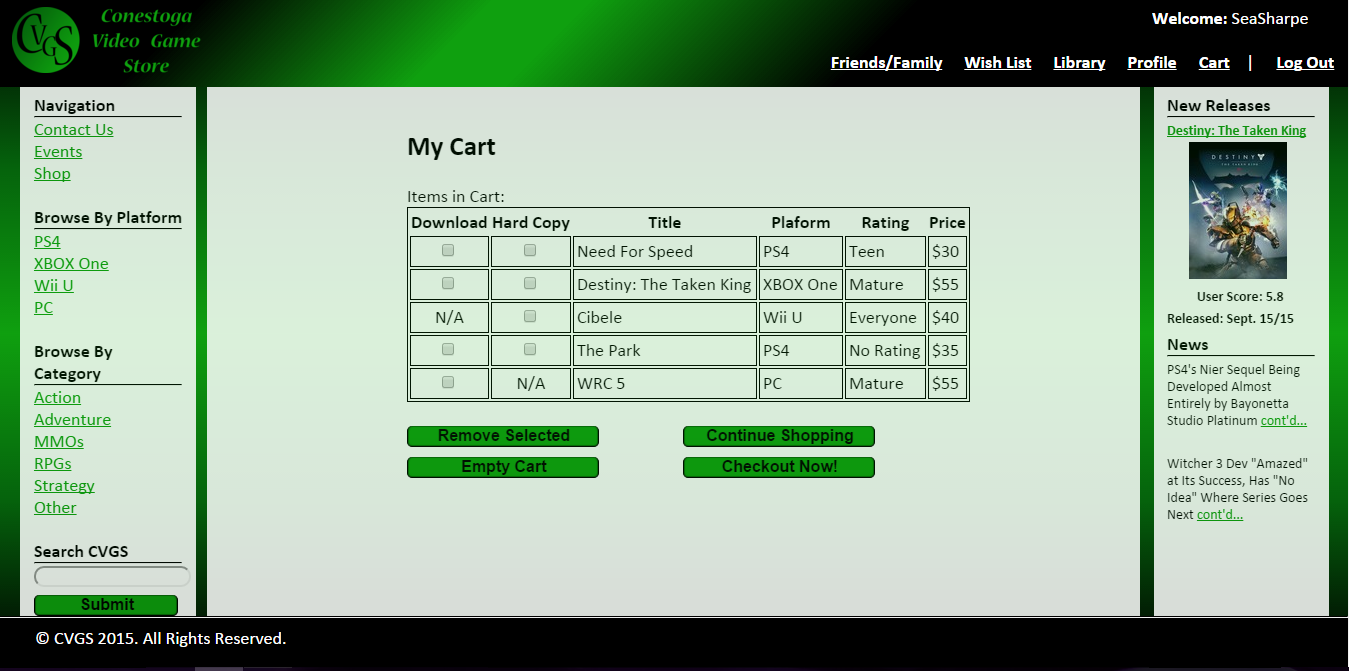 CVGS
Conestoga
Video Game
Store
Welcome: SeaSharpe
Friends/Family Wish List Library Profile Cart | Log Out
Navigation
Contact Us
Events
Shop
Browse By Platform
PS4
XBOX One
Wii U
PC
Browse By
Category
Action
Adventure
MMOs
RPGs
Strategy
Other
Search CVGS
Submit
My Cart
Items in Cart:
Download Hard Copy Title Plaform Rating Price
Need For Speed PS4 Teen $30
Destiny: The Taken King XBOX One Mature $55
N/A Cibele Wii U Everyone $40
The Park PS4 No Rating $35
N/A WRC 5 PC Mature $55
Remove Selected Continue Shopping
Empty Cart Checkout Now!
New Releases
Destiny: The Taken King
DESTINY
THE TAKEN KING
User Score: 5.8
Released: Sept. 15/15
News
PS4's Nier Sequel Being
Developed Almost
Entirely by Bayonetta
Studio Platinum cont'd...
Witcher 3 Dev "Amazed"
at Its Success, Has "No
Idea" Where Series Goes
Next cont'd...
© CVGS 2015. All Rights Reserved.